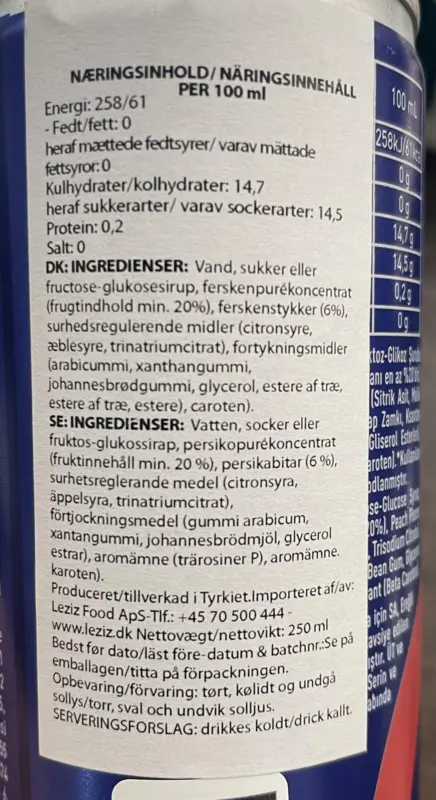 NÆRINGSINHOLD/ NÄRINGSINNEHÅLL
PER 100 ml
Energi: 258/61
- Fedt/fett: 0
heraf mættede fedtsyrer/ varav mättade
fettsyror: 0
Kulhydrater/kolhydrater: 14,7
heraf sukkerarter/ varav sockerarter: 14,5
Protein: 0,2
Salt: 0
DK: INGREDIENSER: Vand, sukker eller
fructose-glukosesirup, ferskenpurékoncentrat
(frugtindhold min. 20%), ferskenstykker (6%),
surhedsregulerende midler (citronsyre,
æblesyre, trinatriumcitrat), fortykningsmidler
(arabicummi, xanthangummi,
johannesbrødgummi, glycerol, estere af træ,
estere af træ, estere), caroten).
SE: INGREDIENSER: Vatten, socker eller
fruktos-glukossirap, persikopurékoncentrat
(fruktinnehåll min. 20 %), persikabitar (6 %),
surhetsreglerande medel (citronsyra,
äppelsyra, trinatriumcitrat),
förtjockningsmedel (gummi arabicum,
xantangummi, johannesbrödmjöl, glycerol
estrar), aromämne (trärosiner P), aromämne.
karoten).
Produceret/tillverkad i Tyrkiet.Importeret af/av:
Leziz Food ApS-Tlf.: +45 70 500 444 -
www.leziz.dk Nettovægt/nettovikt: 250 ml
Bedst før dato/läst före-datum & batchnr.:Se på
emballagen/titta på förpackningen.
Opbevaring/förvaring: tørt, kølidt og undgå
sollys/torr, sval och undvik solljus.
SERVERINGSFORSLAG: drikkes koldt/drick kallt.
100 mL
258kJ/61
0g
0g
14,7g
14,5g
0,2g
0g